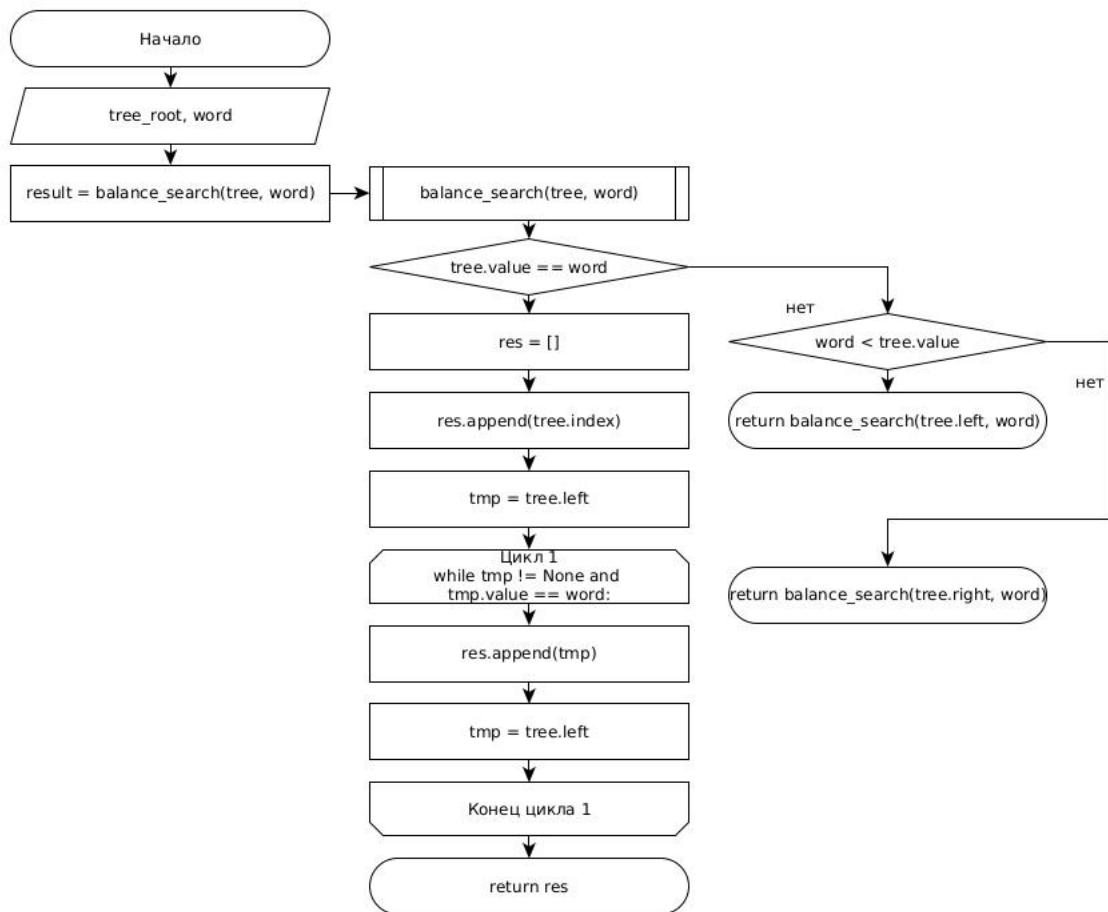 Начало
tree_root, word
result = balance_search(tree, word)
balance_search(tree, word)
tree.value == word
нет
res = []
word < tree.value
нет
res.append(tree.index)
return balance_search(tree.left, word)
tmp = tree.left
Цикл 1
while tmp != None and
tmp.value == word:
return balance_search(tree.right, word)
res.append(tmp)
tmp = tree.left
Конец цикла 1
return res